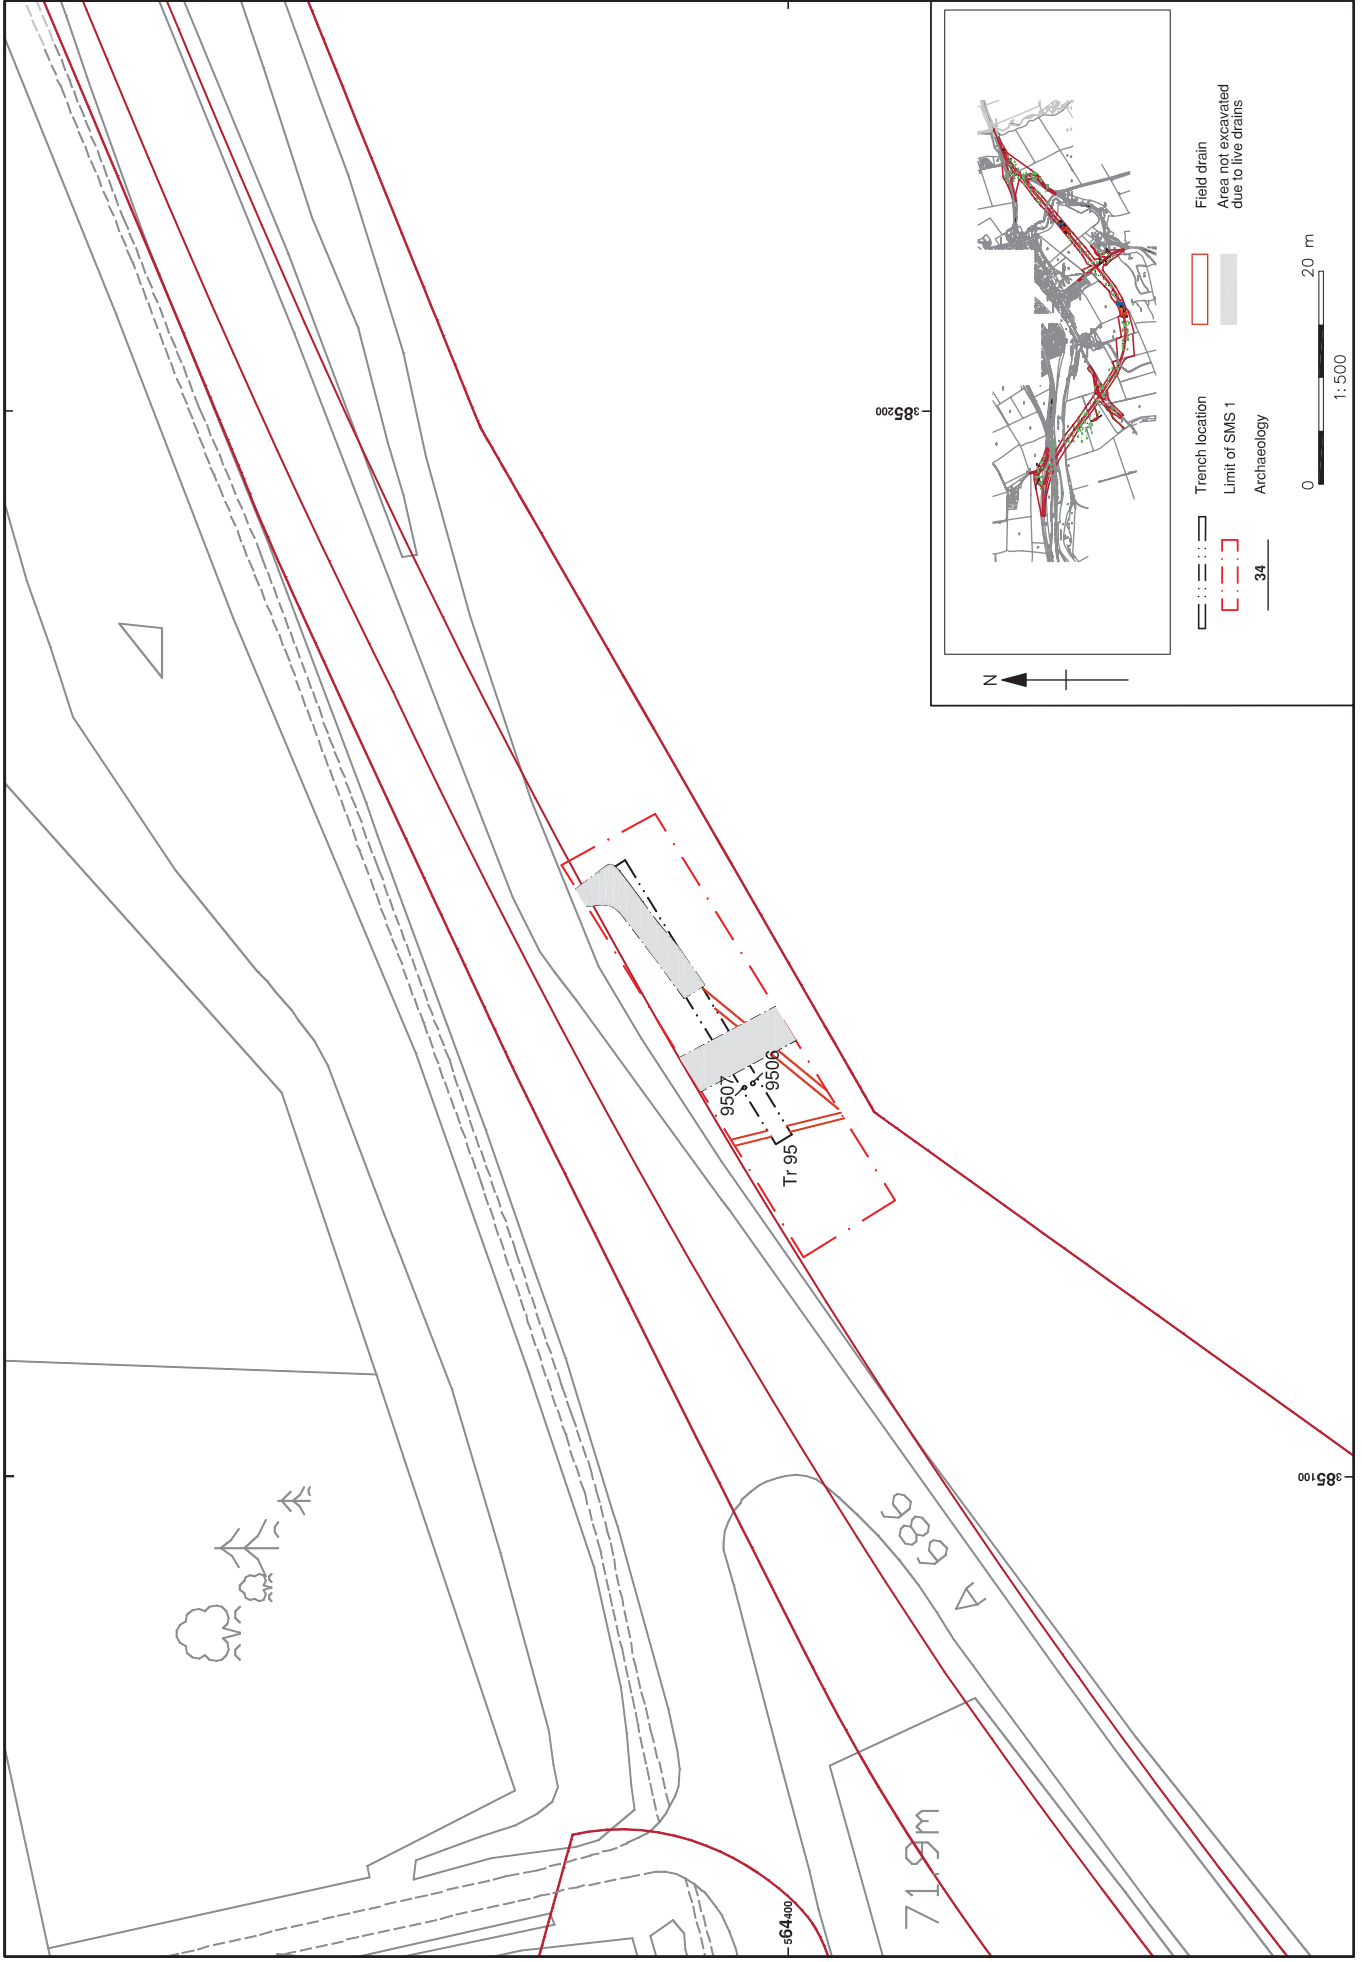 9507
9506
Tr 95
A 686
71.9m
564400
385100
385200
N
Trench location
Limit of SMS 1
34 Archaeology
Field drain
Area not excavated
due to live drains
0 20 m
1:500